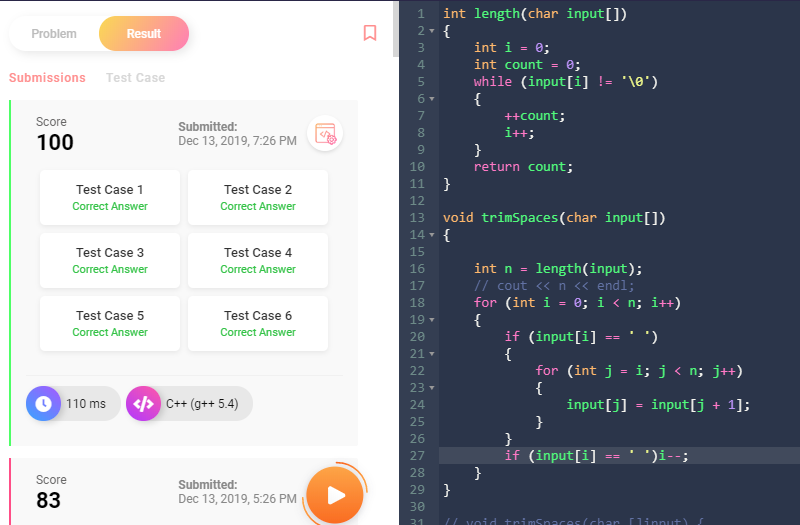 Problem
Result
Submissions
Test Case
Score
100
Submitted:
Dec 13, 2019, 7:26 PM
Test Case 1
Correct Answer
Test Case 2
Correct Answer
Test Case 3
Correct Answer
Test Case 4
Correct Answer
Test Case 5
Correct Answer
Test Case 6
Correct Answer
110 ms
C++ (g++ 5.4)
Score
83
Submitted:
Dec 13, 2019, 5:26 PM
1 int length(char input[])
2 {
3 int i = 0;
4 int count = 0;
5 while (input[i] != '\0')
6 {
7 ++count;
8 i++;
9 }
10 return count;
11 }
12
13 void trimSpaces(char input[])
14 {
15
16 int n = length(input);
17 // cout << n << endl;
18 for (int i = 0; i < n; i++)
19 {
20 if (input[i] == ' ')
21 {
22 for (int j = i; j < n; j++)
23 {
24 input[j] = input[j + 1];
25 }
26 }
27 if (input[i] == ' ')i--;
28 }
29 }
30
31 // void trimSpaces(char []input) {